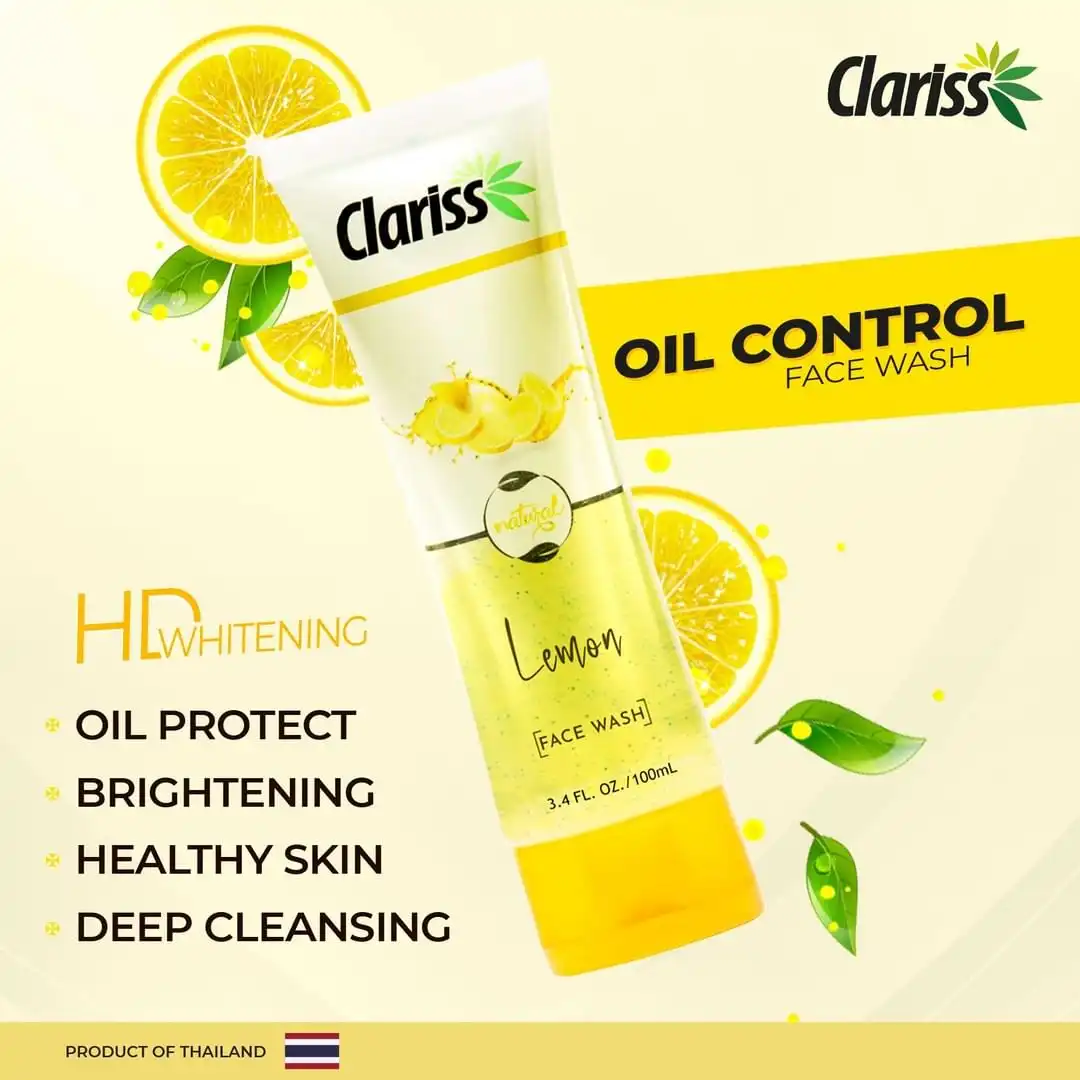 Clariss
Clariss
OIL CONTROL
FACE WASH
natural
Lemon
[FACE WASH]
3.4 FL. OZ./100mL
HD WHITENING
OIL PROTECT
BRIGHTENING
HEALTHY SKIN
DEEP CLEANSING
PRODUCT OF THAILAND